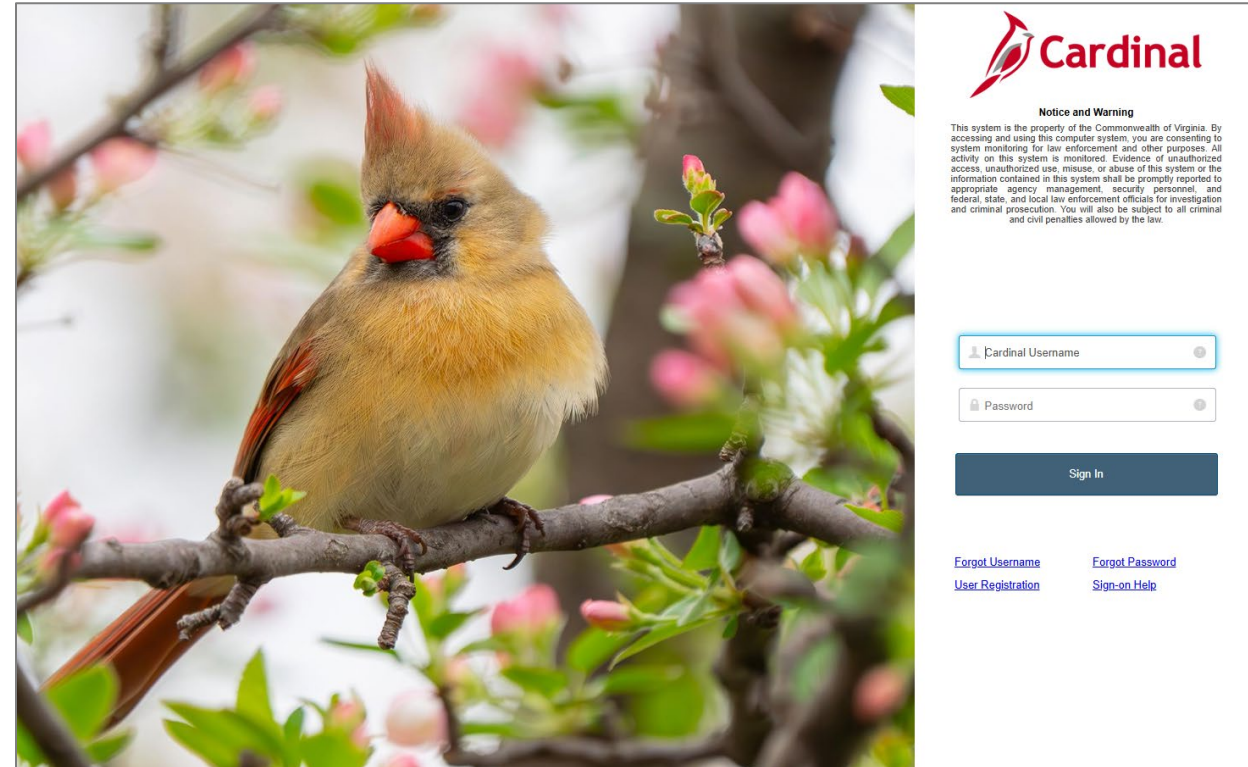 Cardinal
Notice and Warning
This system is the property of the Commonwealth of Virginia. By
accessing and using this computer system, you are consenting to
system monitoring for law enforcement and other purposes. All
activity on this system is monitored. Evidence of unauthorized
access, unauthorized use, misuse, or abuse of this system or the
information contained in this system shall be promptly reported to
appropriate agency management, security personnel, and
federal, state, and local law enforcement officials for investigation
and criminal prosecution. You will also be subject to all criminal
and civil penalties allowed by the law.
Cardinal Username
Password
Sign In
Forgot Username Forgot Password
User Registration Sign-on Help